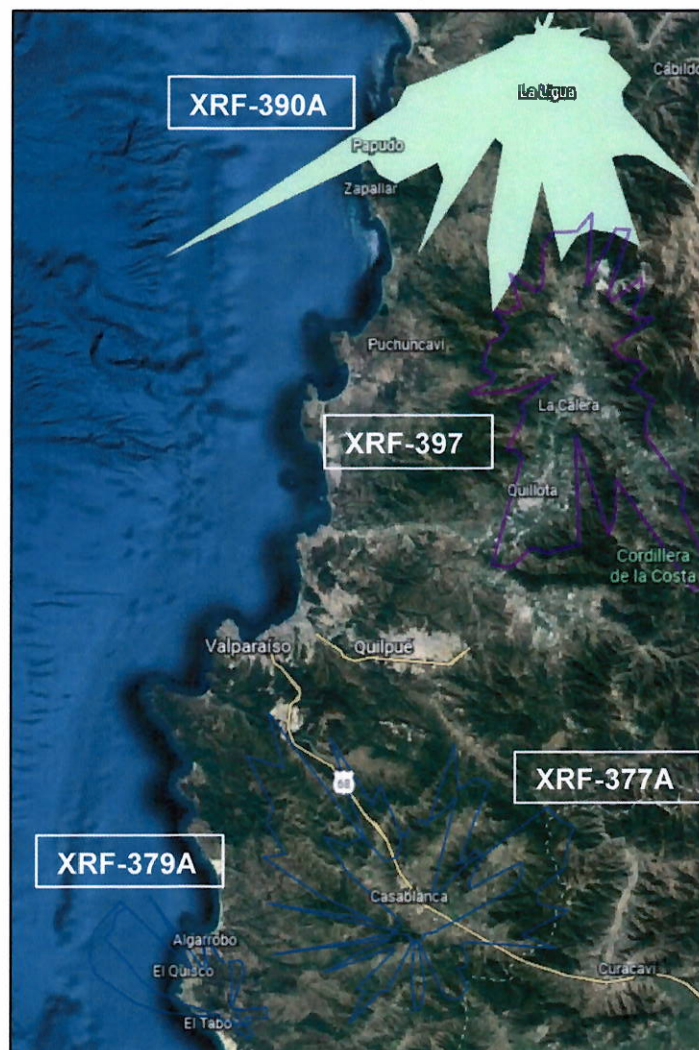 La Ligua
Cabildo
XRF-390A
Papudo
Zapallar
Puchuncaví
La Calera
XRF-397
Quillota
Cordillera
de la Costa
Valparaíso
Quilpué
XRF-377A
68
XRF-379A
Casablanca
Algarrobo
El Quisco
Curacaví
El Tabo